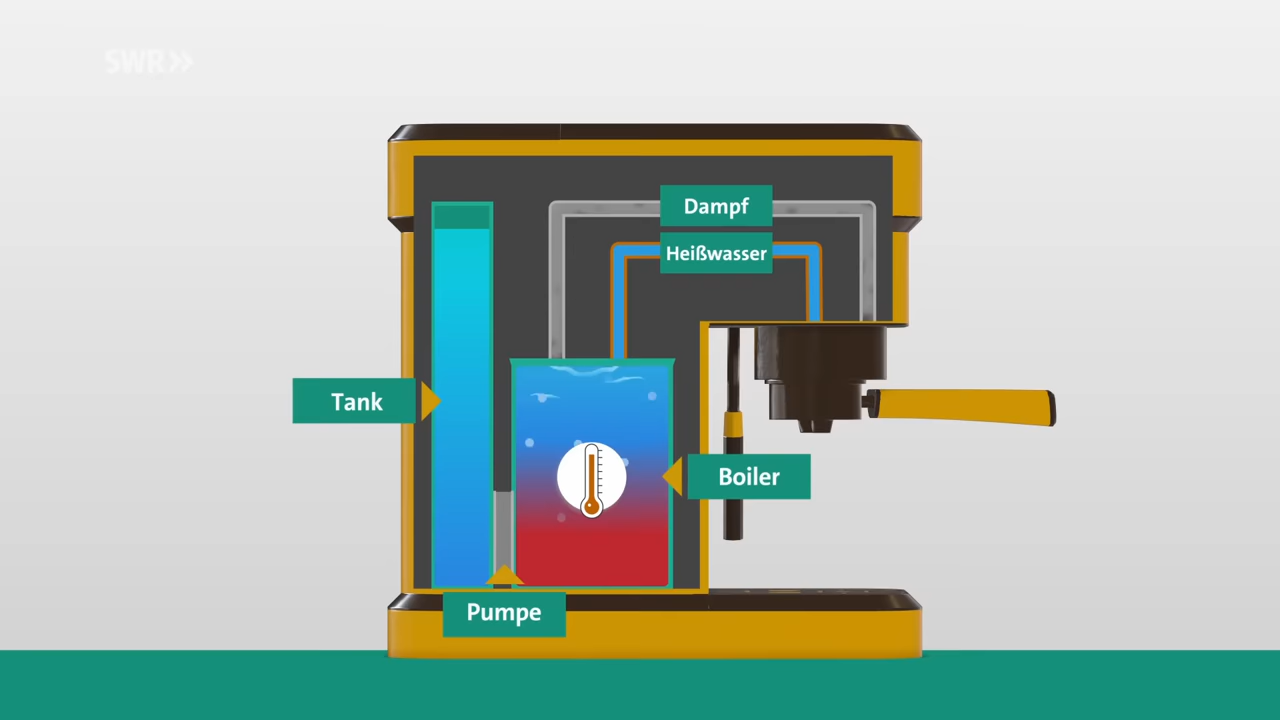 SWR
Dampf
Heißwasser
Tank
Boiler
Pumpe